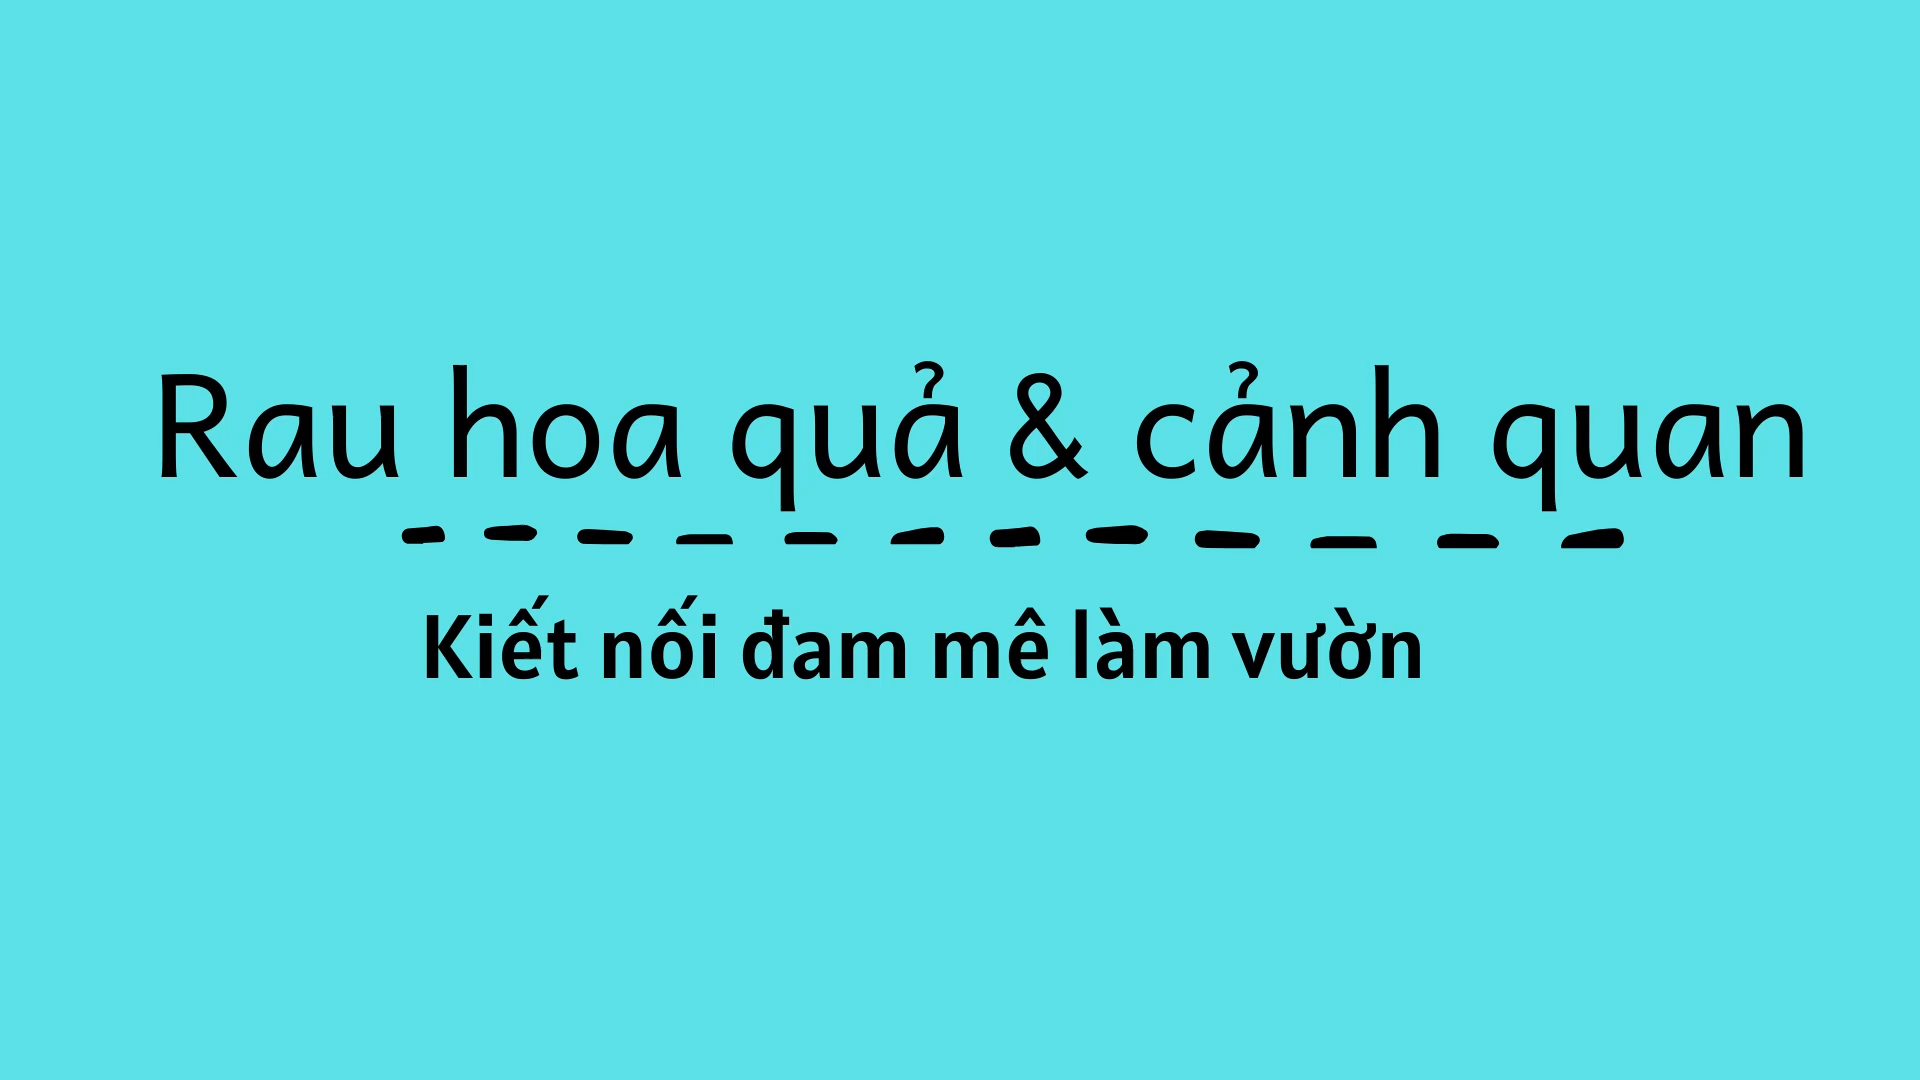 Rau hoa quả & cảnh quan
Kiết nối đam mê làm vườn